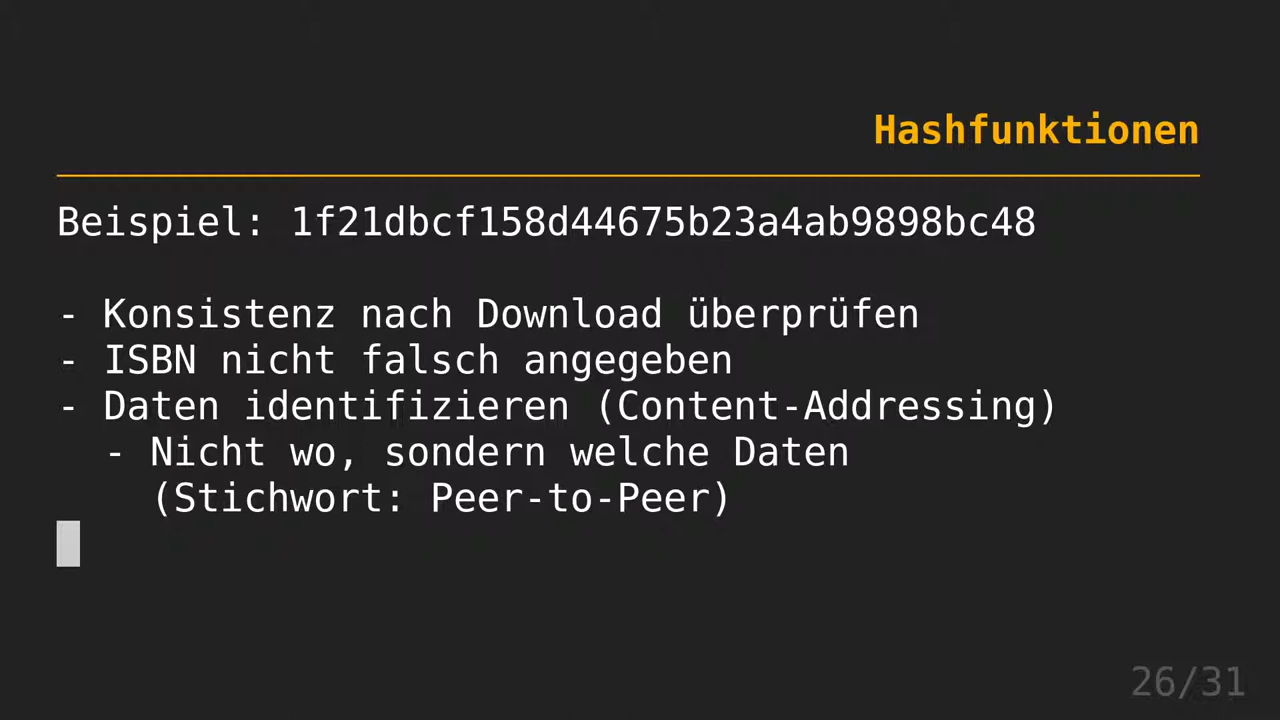 Hashfunktionen
Beispiel: 1f21dbcf158d44675b23a4ab9898bc48
- Konsistenz nach Download überprüfen
- ISBN nicht falsch angegeben
- Daten identifizieren (Content-Addressing)
- Nicht wo, sondern welche Daten
(Stichwort: Peer-to-Peer)
26/31